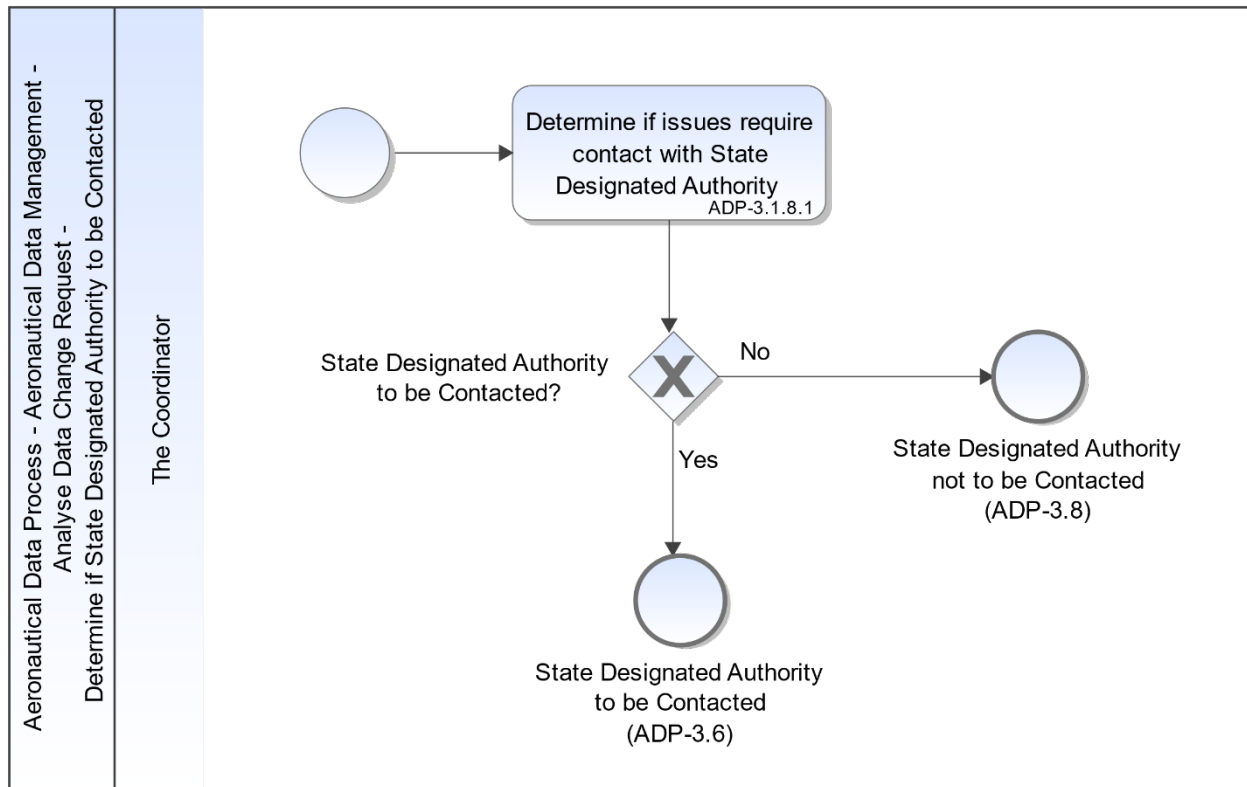 Aeronautical Data Process - Aeronautical Data Management -
Analyse Data Change Request -
Determine if State Designated Authority to be Contacted
The Coordinator
Determine if issues require
contact with State
Designated Authority
ADP-3.1.8.1
State Designated Authority
to be Contacted?
X
No
Yes
State Designated Authority
not to be Contacted
(ADP-3.8)
State Designated Authority
to be Contacted
(ADP-3.6)